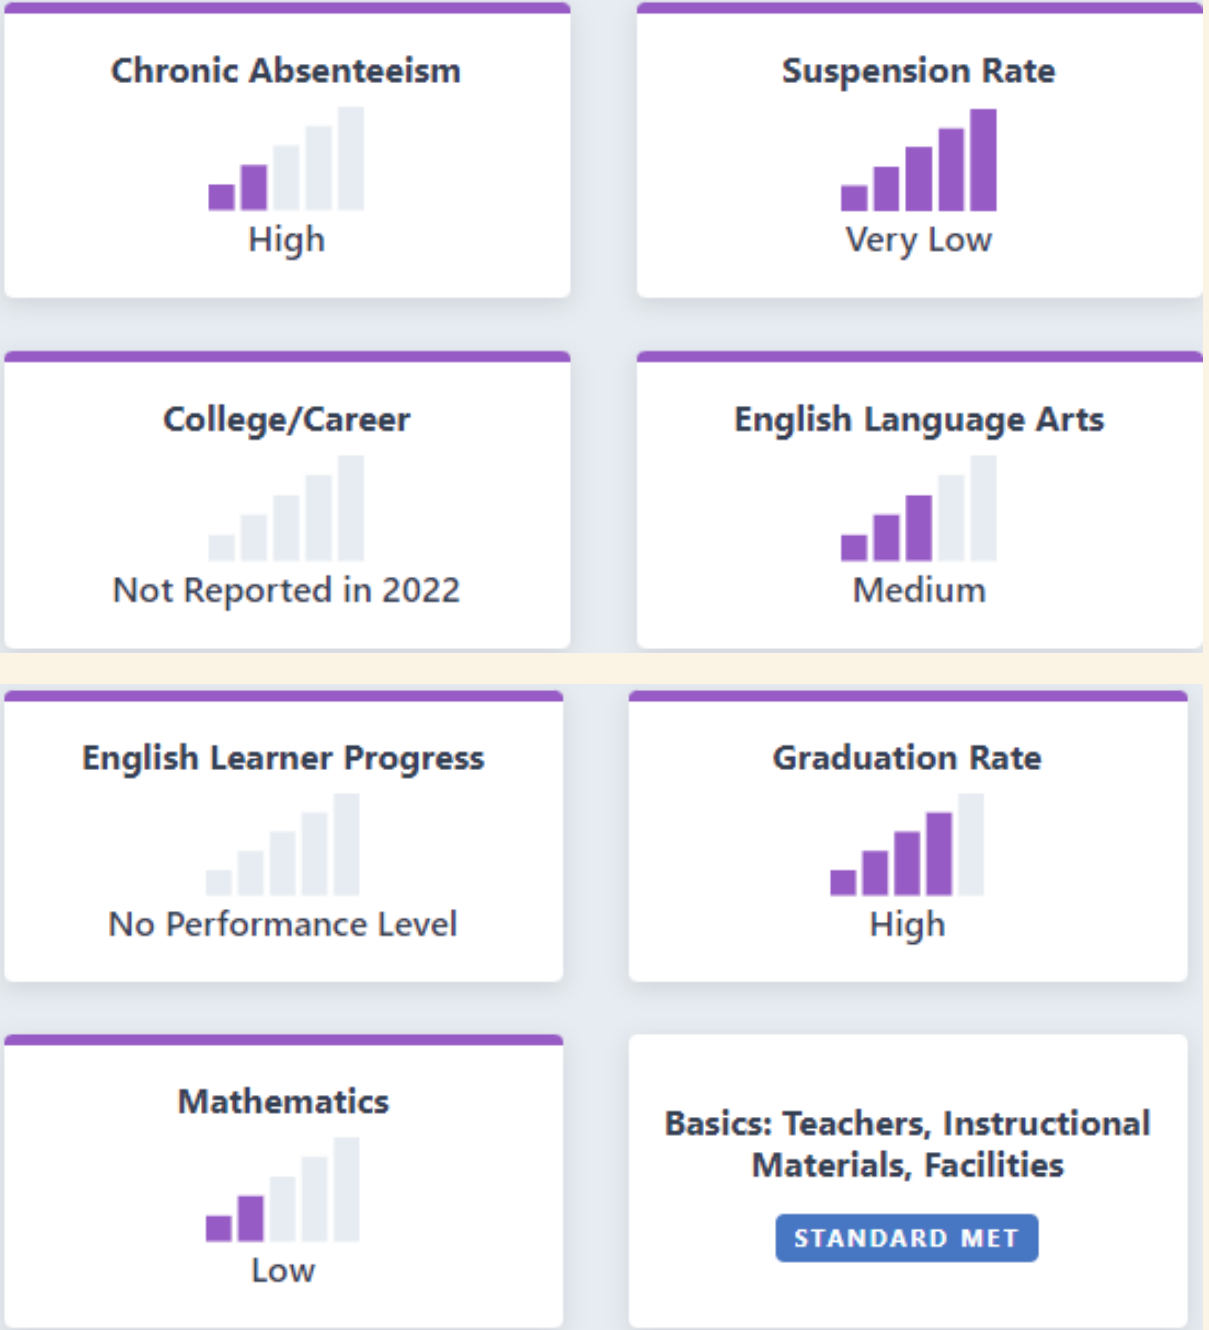 Chronic Absenteeism
High
Suspension Rate
Very Low
College/Career
Not Reported in 2022
English Language Arts
Medium
English Learner Progress
No Performance Level
Graduation Rate
High
Mathematics
Low
Basics: Teachers, Instructional
Materials, Facilities
STANDARD MET